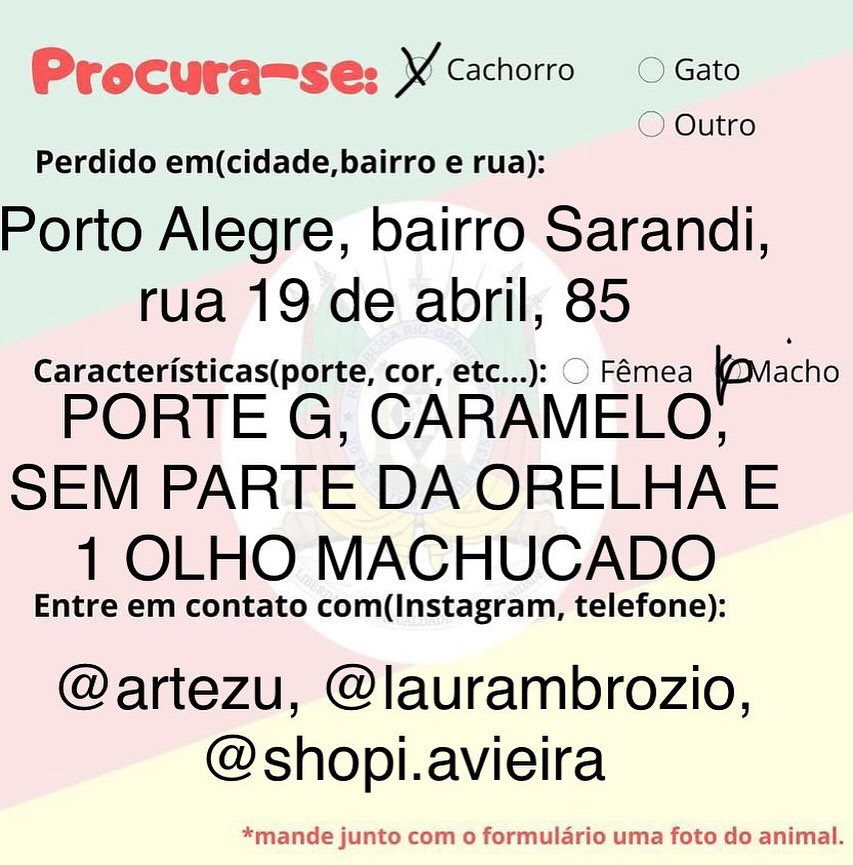 Procura-se: Cachorro Gato
Outro
Perdido em(cidade,bairro e rua):
Porto Alegre, bairro Sarandi,
rua 19 de abril, 85
Características(porte, cor, etc...): Fêmea Macho
PORTE G, CARAMELO,
SEM PARTE DA ORELHA E
1 OLHO MACHUCADO
Entre em contato com(Instagram, telefone):
@artezu, @laurambrozio,
@shopi.avieira
*mande junto com o formulário uma foto do animal.